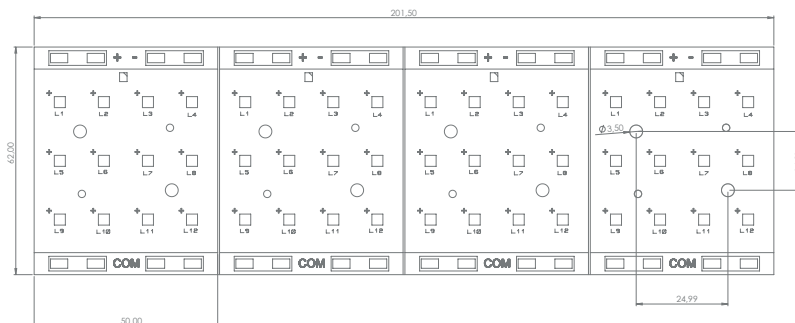 201,50
+ - + - + - + -
+ + + + + + + + + + + + + + + +
L1 L2 L3 L4 L1 L2 L3 L4 L1 L2 L3 L4 L1 L2 L3 L4
Ø3,50
62,00
+ + + + + + + + + + + + + + + +
L5 L6 L7 L8 L5 L6 L7 L8 L5 L6 L7 L8 L5 L6 L7 L8
+ + + + + + + + + + + + + + + +
L9 L10 L11 L12 L9 L10 L11 L12 L9 L10 L11 L12 L9 L10 L11 L12
COM COM COM COM
24,99
50,00